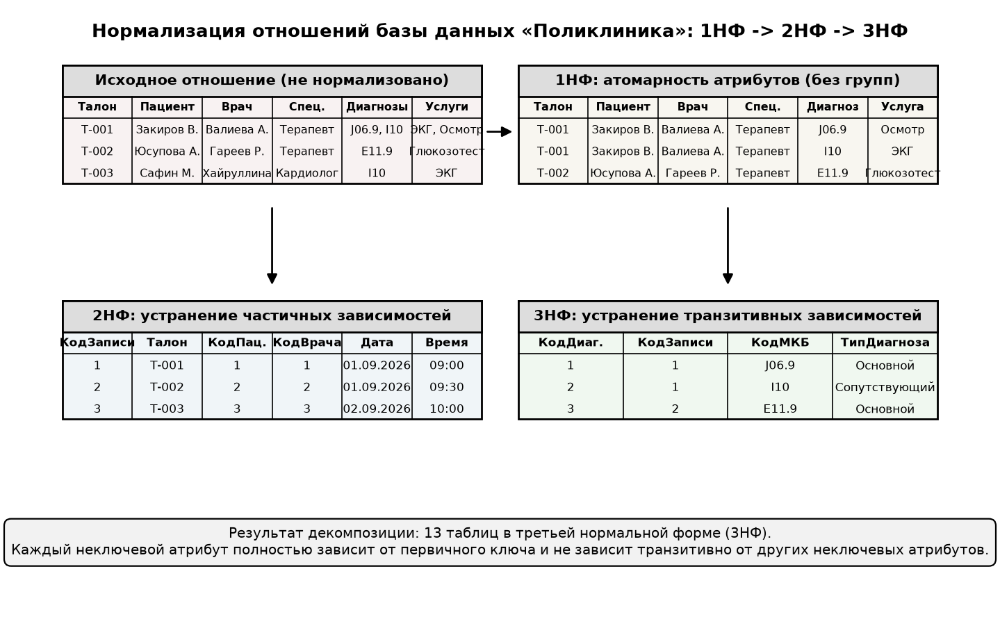 Нормализация отношений базы данных «Поликлиника»: 1НФ -> 2НФ -> 3НФ
Исходное отношение (не нормализовано)
Талон Пациент Врач Спец. Диагнозы Услуги
Т-001 Закиров В. Валиева А. Терапевт J06.9, I10 ЭКГ, Осмотр
Т-002 Юсупова А. Гареев Р. Терапевт E11.9 Глюкозотест
Т-003 Сафин М. Хайруллина Кардиолог I10 ЭКГ
1НФ: атомарность атрибутов (без групп)
Талон Пациент Врач Спец. Диагноз Услуга
Т-001 Закиров В. Валиева А. Терапевт J06.9 Осмотр
Т-001 Закиров В. Валиева А. Терапевт I10 ЭКГ
Т-002 Юсупова А. Гареев Р. Терапевт E11.9 Глюкозотест
2НФ: устранение частичных зависимостей
КодЗаписи Талон КодПац. КодВрача Дата Время
1 Т-001 1 1 01.09.2026 09:00
2 Т-002 2 2 01.09.2026 09:30
3 Т-003 3 3 02.09.2026 10:00
3НФ: устранение транзитивных зависимостей
КодДиаг. КодЗаписи КодМКБ ТипДиагноза
1 1 J06.9 Основной
2 1 I10 Сопутствующий
3 2 E11.9 Основной
Результат декомпозиции: 13 таблиц в третьей нормальной форме (3НФ).
Каждый неключевой атрибут полностью зависит от первичного ключа и не зависит транзитивно от других неключевых атрибутов.